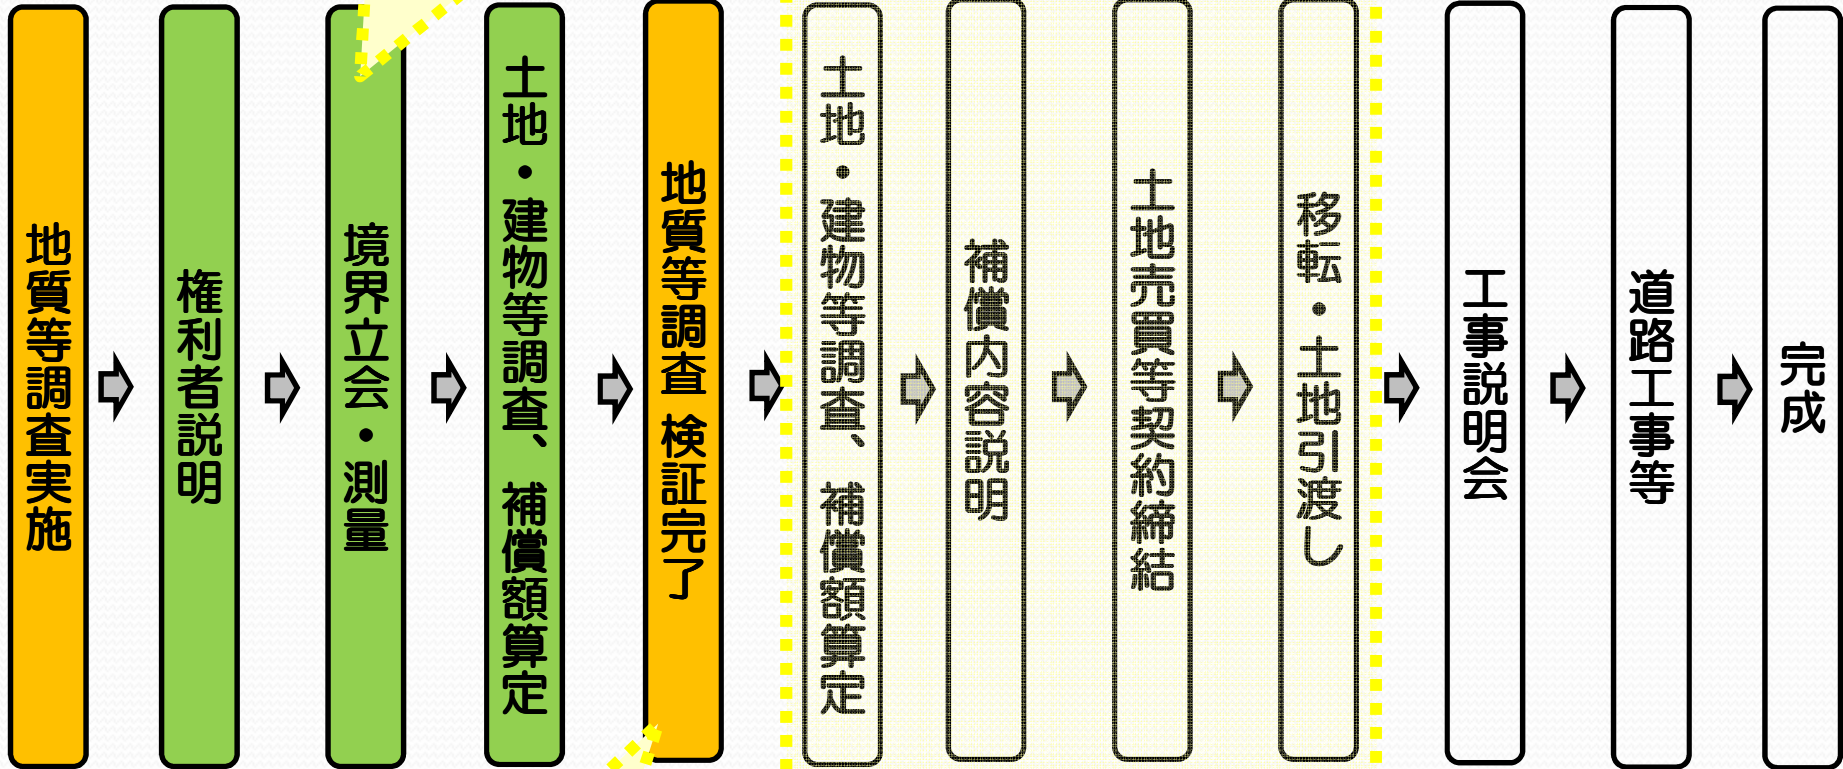 地質等調査実施
権利者説明
境界立会・測量
土地・建物等調査、補償額算定
地質等調査 検証完了
土地・建物等調査、補償額算定
補償内容説明
土地売買等契約締結
移転・土地引渡し
工事説明会
道路工事等
完成